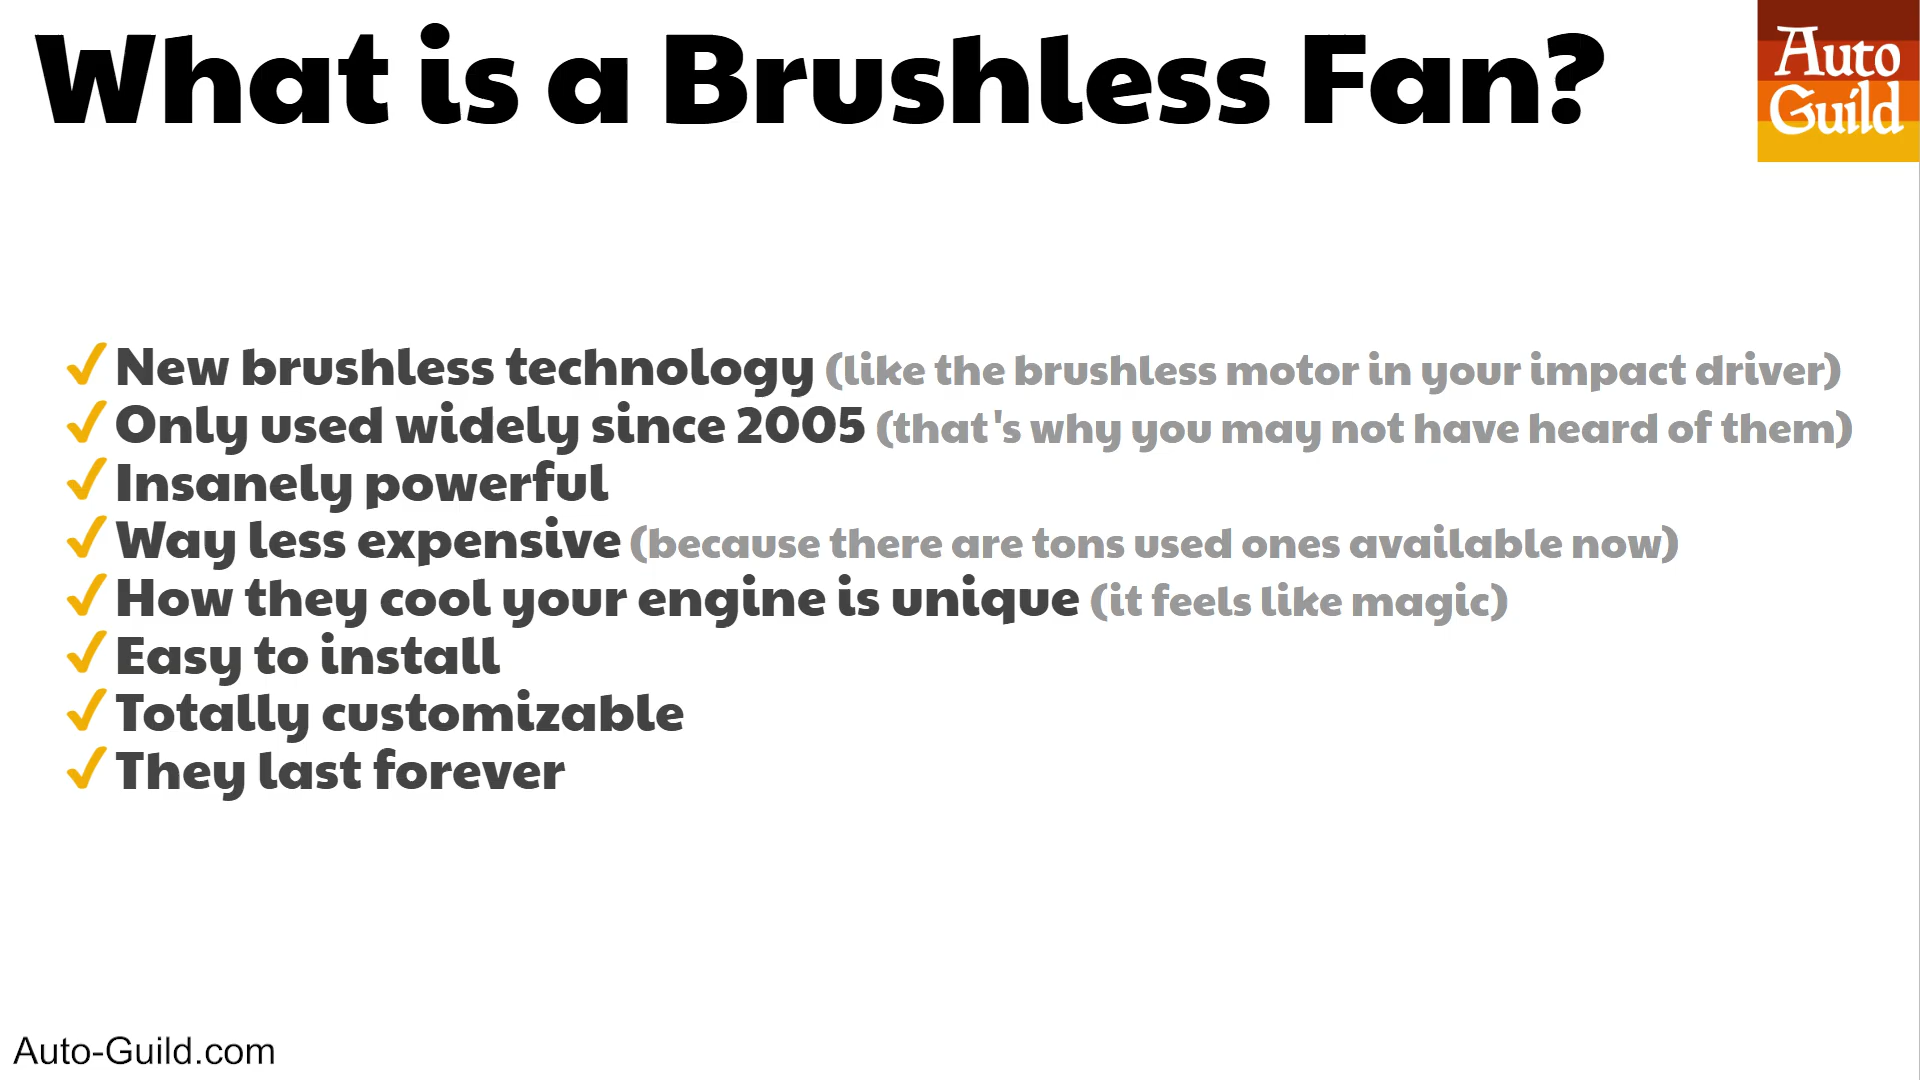 What is a Brushless Fan?
Auto
Guild
✓New brushless technology (like the brushless motor in your impact driver)
✓Only used widely since 2005 (that's why you may not have heard of them)
✓Insanely powerful
✓Way less expensive (because there are tons used ones available now)
✓How they cool your engine is unique (it feels like magic)
✓Easy to install
✓Totally customizable
✓They last forever
Auto-Guild.com